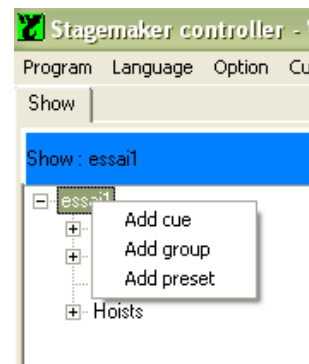 Stagemaker controller -
Program Language Option Cu
Show
Show : essai1
essai1
Add cue
Add group
Add preset
Hoists